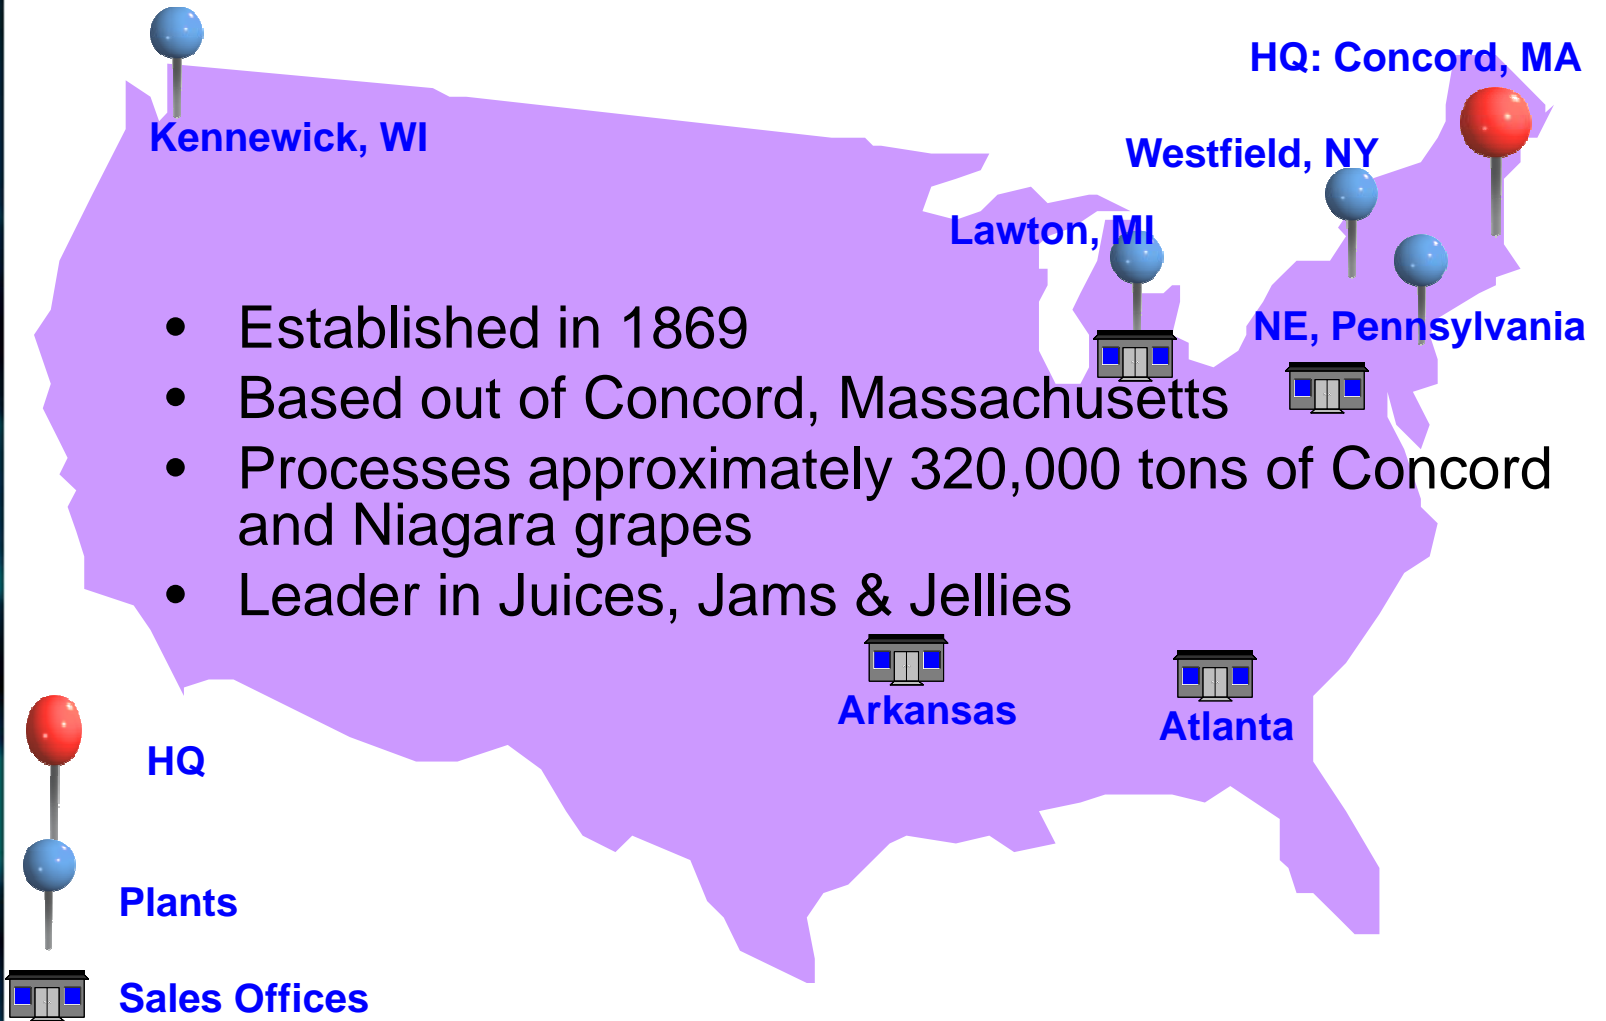 HQ: Concord, MA
Kennewick, WI
Westfield, NY
Lawton, MI
NE, Pennsylvania
• Established in 1869
• Based out of Concord, Massachusetts
• Processes approximately 320,000 tons of Concord
and Niagara grapes
• Leader in Juices, Jams & Jellies
Arkansas
Atlanta
HQ
Plants
Sales Offices